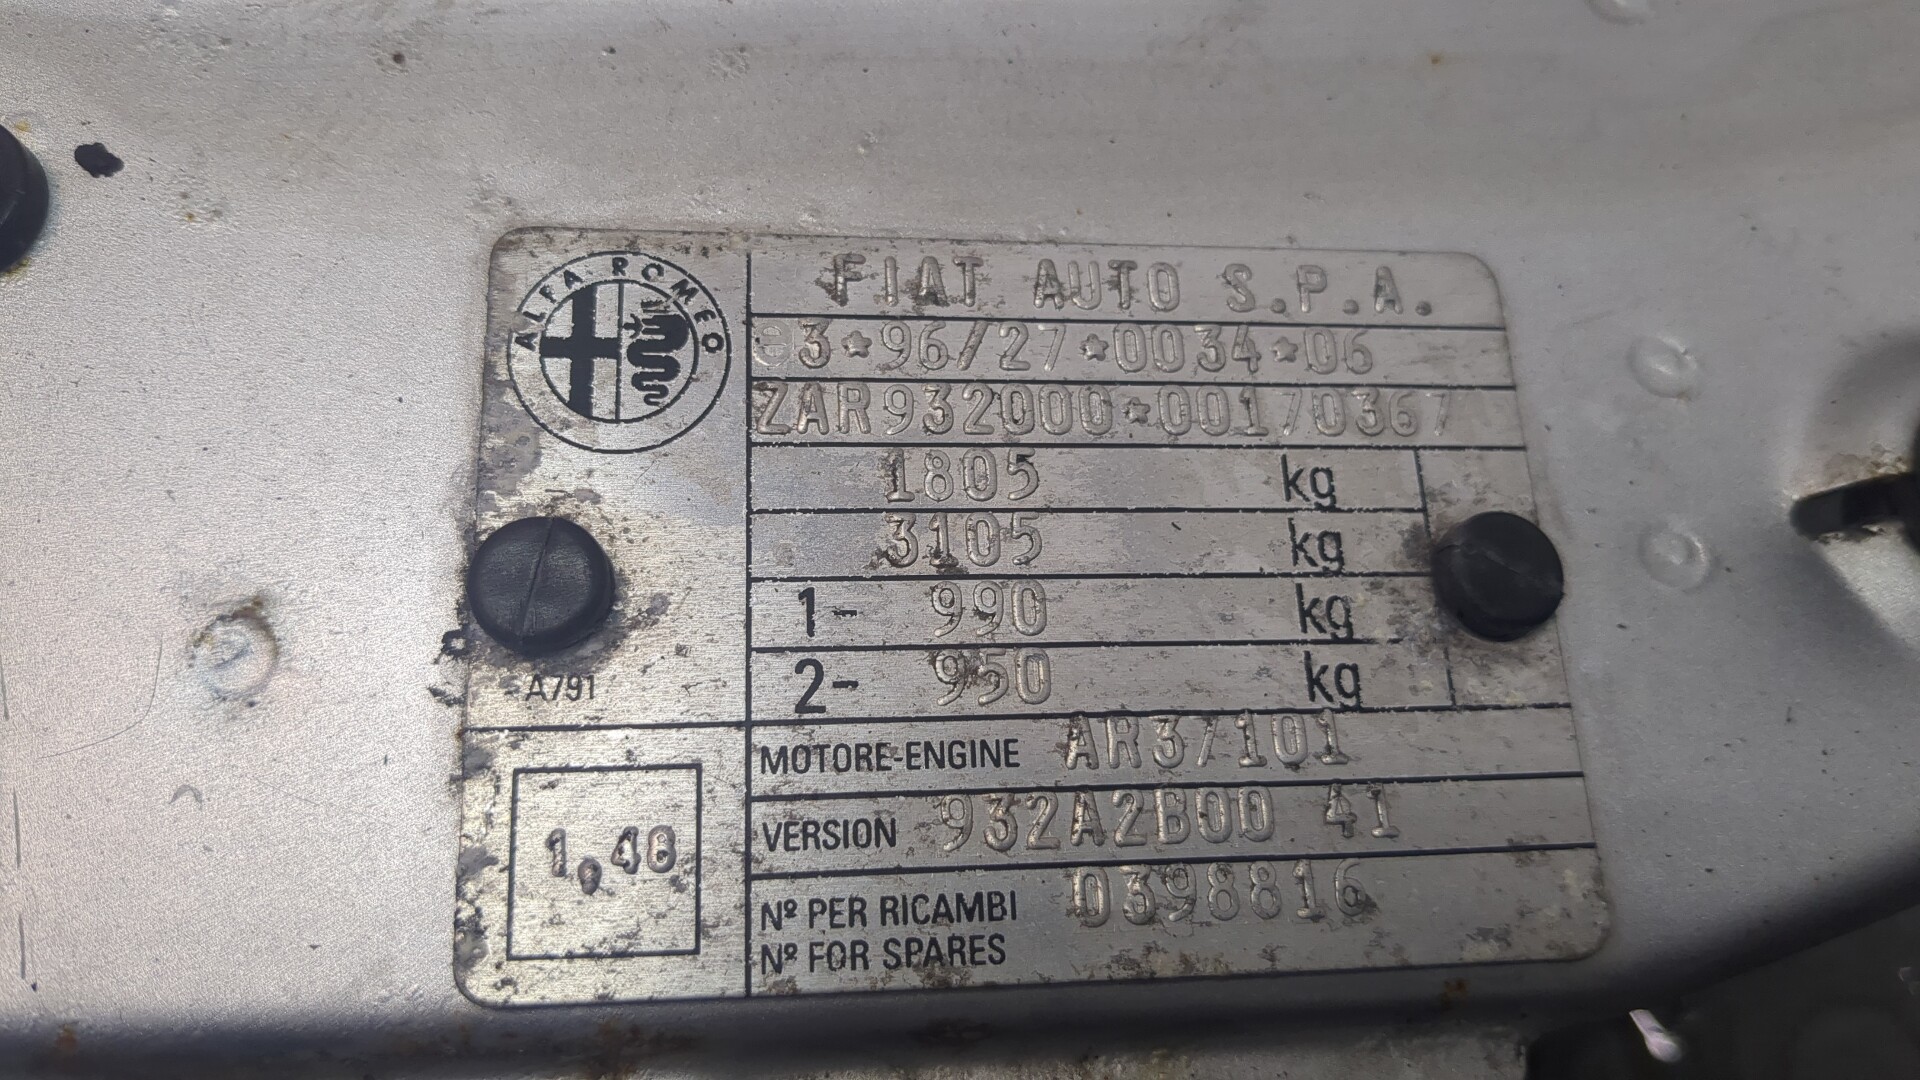 ALFA ROMEO
FIAT AUTO S.P.A.
e3*96/27*0034*06
ZAR932000*00170367
1805 kg
3105 kg
1- 990 kg
2- 950 kg
A791
MOTORE-ENGINE AR37101
VERSION 932A2B00 41
1,48
Nº PER RICAMBI 0398816
Nº FOR SPARES